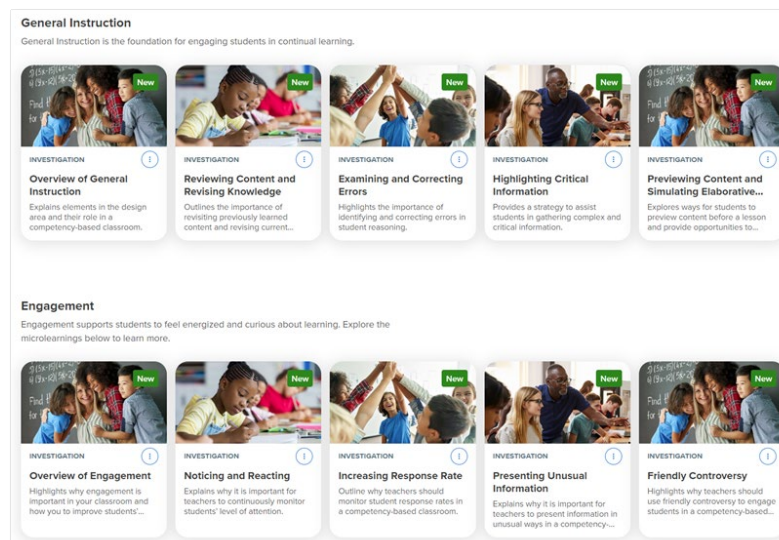 General Instruction
General Instruction is the foundation for engaging students in continual learning.
New
New
New
New
New
INVESTIGATION
Overview of General
Instruction
Explains elements in the design
area and their role in a
competency-based classroom.
INVESTIGATION
Reviewing Content and
Revising Knowledge
Outlines the importance of
revisiting previously learned
content and revising current...
INVESTIGATION
Examining and Correcting
Errors
Highlights the importance of
identifying and correcting errors in
student reasoning.
INVESTIGATION
Highlighting Critical
Information
Provides a strategy to assist
students in gathering complex and
critical information.
INVESTIGATION
Previewing Content and
Simulating Elaborative...
Explores ways for students to
preview content before a lesson
and provide opportunities to...
Engagement
Engagement supports students to feel energized and curious about learning. Explore the
microlearnings below to learn more.
New
New
New
New
New
INVESTIGATION
Overview of Engagement
Highlights why engagement is
important in your classroom and
how you to improve students'...
INVESTIGATION
Noticing and Reacting
Explains why it is important for
teachers to continuously monitor
students' level of attention.
INVESTIGATION
Increasing Response Rate
Outline why teachers should
monitor student response rates in
a competency-based classroom.
INVESTIGATION
Presenting Unusual
Information
Explains why it is important for
teachers to present information in
unusual ways in a competency-...
INVESTIGATION
Friendly Controversy
Highlights why teachers should
use friendly controversy to engage
students in a competency-based...